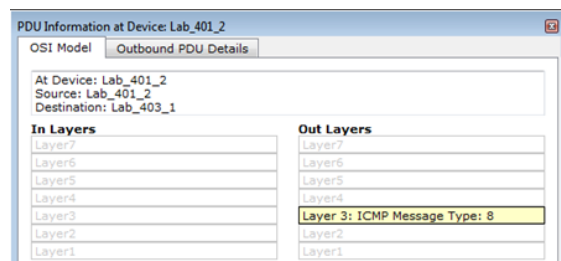 PDU Information at Device: Lab_401_2
OSI Model Outbound PDU Details
At Device: Lab_401_2
Source: Lab_401_2
Destination: Lab_403_1
In Layers Out Layers
Layer7 Layer7
Layer6 Layer6
Layer5 Layer5
Layer4 Layer4
Layer3 Layer 3: ICMP Message Type: 8
Layer2 Layer2
Layer1 Layer1